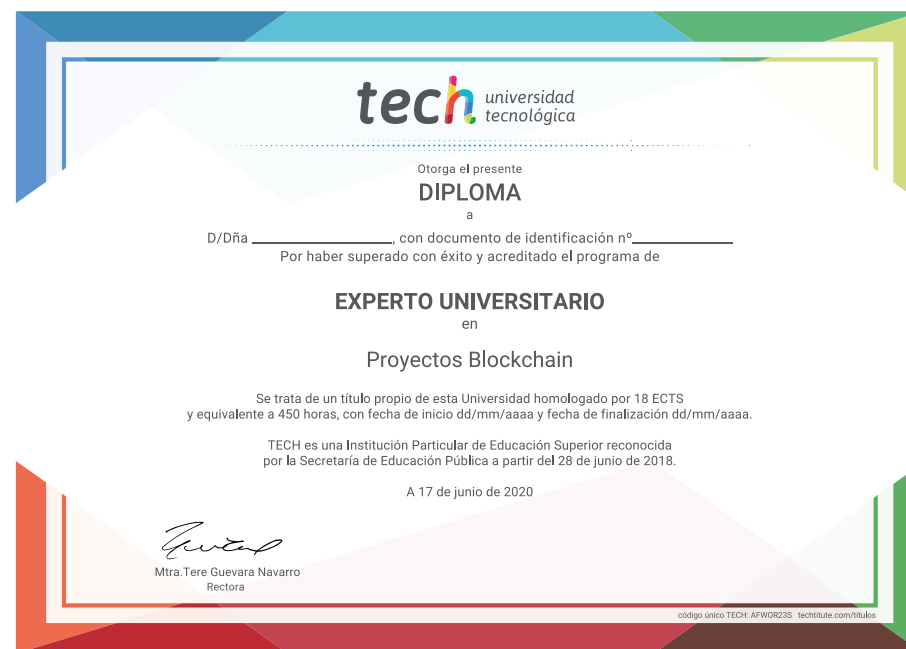 tech universidad
tecnológica
Otorga el presente
DIPLOMA
a
D/Dña ____________________, con documento de identificación nº______________
Por haber superado con éxito y acreditado el programa de
EXPERTO UNIVERSITARIO
en
Proyectos Blockchain
Se trata de un título propio de esta Universidad homologado por 18 ECTS
y equivalente a 450 horas, con fecha de inicio dd/mm/aaaa y fecha de finalización dd/mm/aaaa.
TECH es una Institución Particular de Educación Superior reconocida
por la Secretaría de Educación Pública a partir del 28 de junio de 2018.
A 17 de junio de 2020
Mtra.Tere Guevara Navarro
Rectora
código único TECH: AFWOR23S techtitute.com/titulos